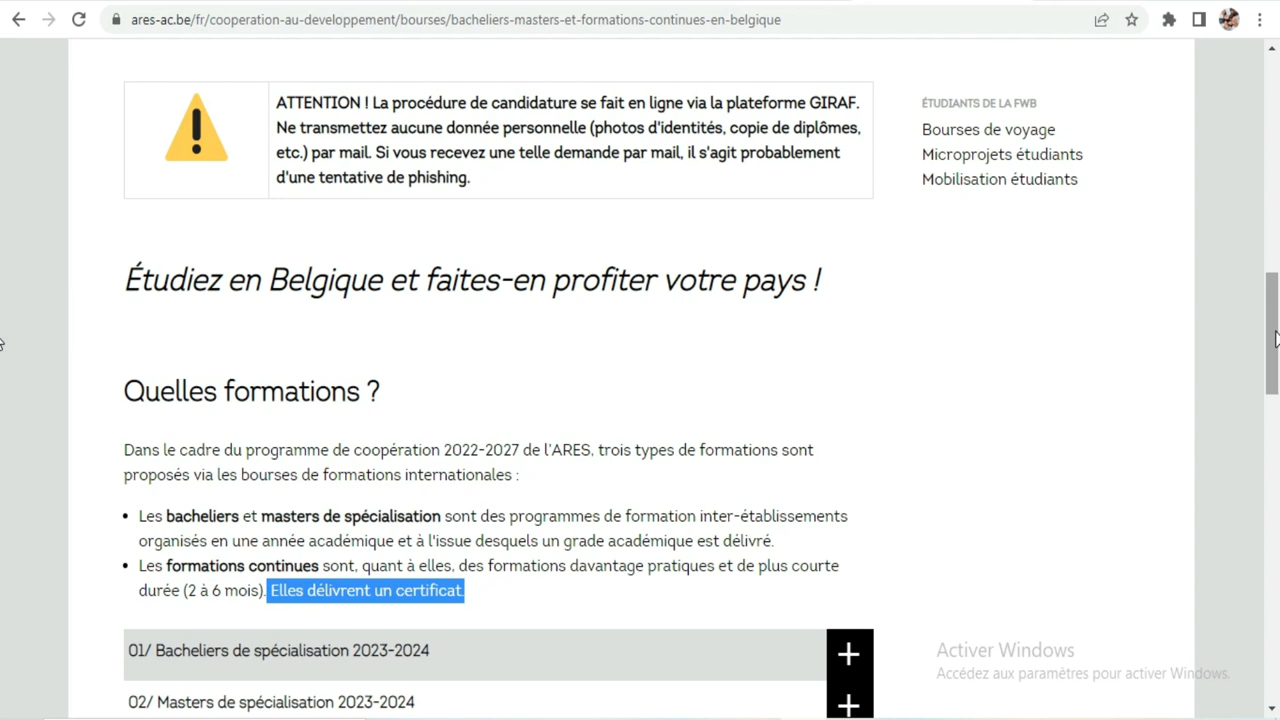 ares-ac.be/fr/cooperation-au-developpement/bourses/bacheliers-masters-et-formations-continues-en-belgique
ATTENTION ! La procédure de candidature se fait en ligne via la plateforme GIRAF.
Ne transmettez aucune donnée personnelle (photos d'identités, copie de diplômes,
etc.) par mail. Si vous recevez une telle demande par mail, il s'agit probablement
d'une tentative de phishing.
ÉTUDIANTS DE LA FWB
Bourses de voyage
Microprojets étudiants
Mobilisation étudiants
Étudiez en Belgique et faites-en profiter votre pays !
Quelles formations ?
Dans le cadre du programme de coopération 2022-2027 de l'ARES, trois types de formations sont
proposés via les bourses de formations internationales :
• Les bacheliers et masters de spécialisation sont des programmes de formation inter-établissements
organisés en une année académique et à l'issue desquels un grade académique est délivré.
• Les formations continues sont, quant à elles, des formations davantage pratiques et de plus courte
durée (2 à 6 mois). Elles délivrent un certificat.
01/ Bacheliers de spécialisation 2023-2024
02/ Masters de spécialisation 2023-2024
Activer Windows
Accédez aux paramètres pour activer Windows.